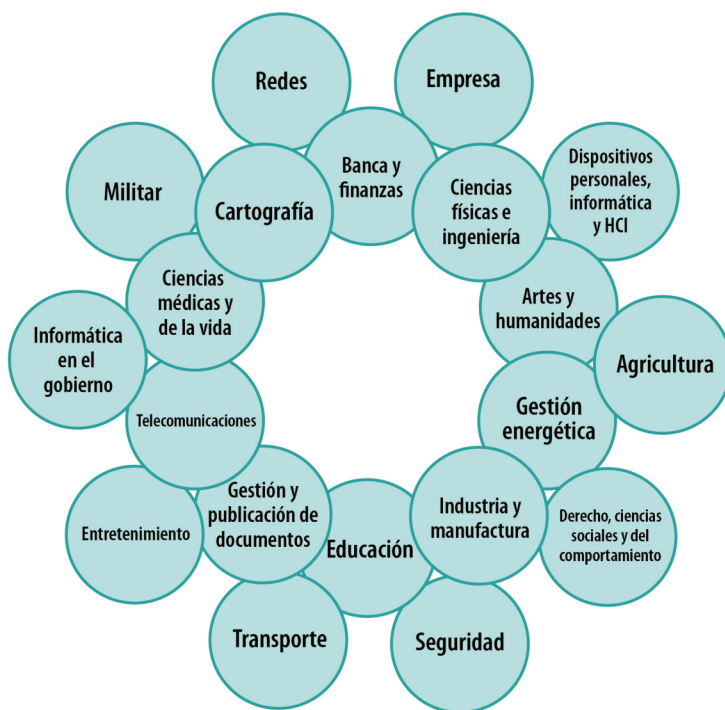 Redes
Empresa
Banca y
finanzas
Dispositivos
personales,
informática
y HCI
Militar
Cartografía
Ciencias
físicas e
ingeniería
Ciencias
médicas y
de la vida
Artes y
humanidades
Informática
en el
gobierno
Agricultura
Telecomunicaciones
Gestión
energética
Gestión y
publicación de
documentos
Industria y
manufactura
Entretenimiento
Derecho, ciencias
sociales y del
comportamiento
Educación
Transporte
Seguridad